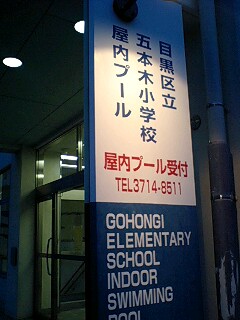 目黒区立
五本木小学校
屋内プール
屋内プール受付
TEL3714-8511
GOHONGI
ELEMENTARY
SCHOOL
INDOOR
SWIMMING
POOL